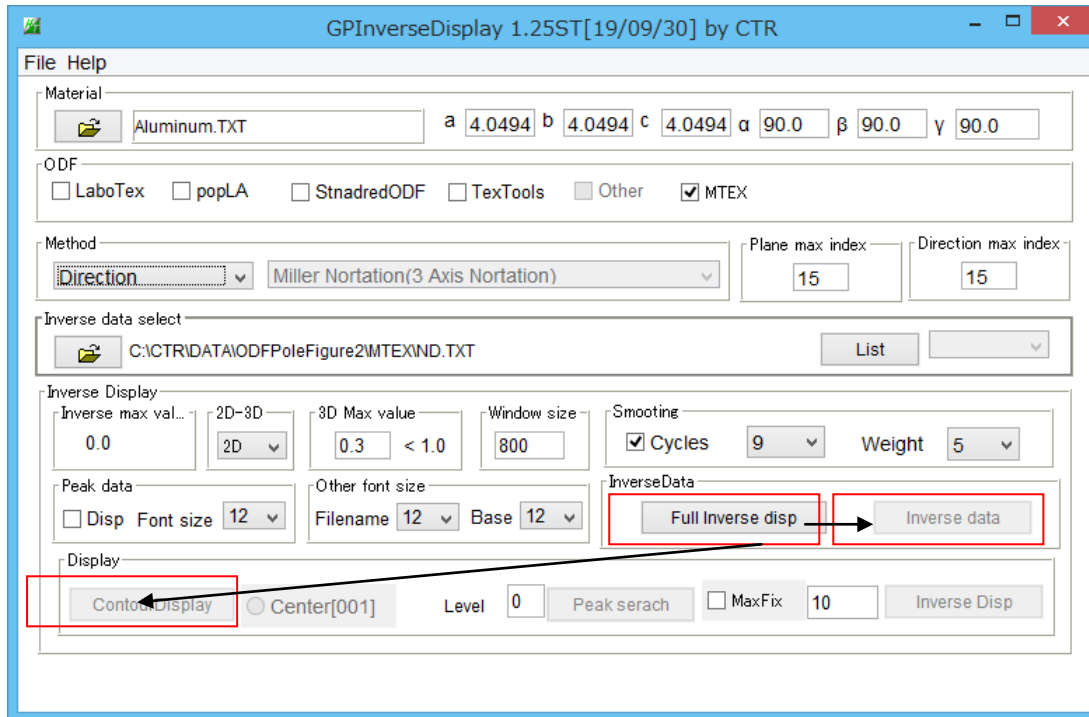 GPInverseDisplay 1.25ST[19/09/30] by CTR
File Help
Material
Aluminum.TXT a 4.0494 b 4.0494 c 4.0494 α 90.0 β 90.0 γ 90.0
ODF
LaboTex popLA StnadredODF TexTools Other MTEX
Method Plane max index Direction max index
Direction Miller Nortation(3 Axis Nortation) 15 15
Inverse data select
C:\CTR\DATA\ODFPoleFigure2\MTEX\ND.TXT List
Inverse Display
Inverse max val... 2D-3D 3D Max value Window size Smooting
0.0 2D 0.3 < 1.0 800 Cycles 9 Weight 5
Peak data Other font size InverseData
Disp Font size 12 Filename 12 Base 12 Full Inverse disp Inverse data
Display
ContourDisplay Center[001] Level 0 Peak serach MaxFix 10 Inverse Disp